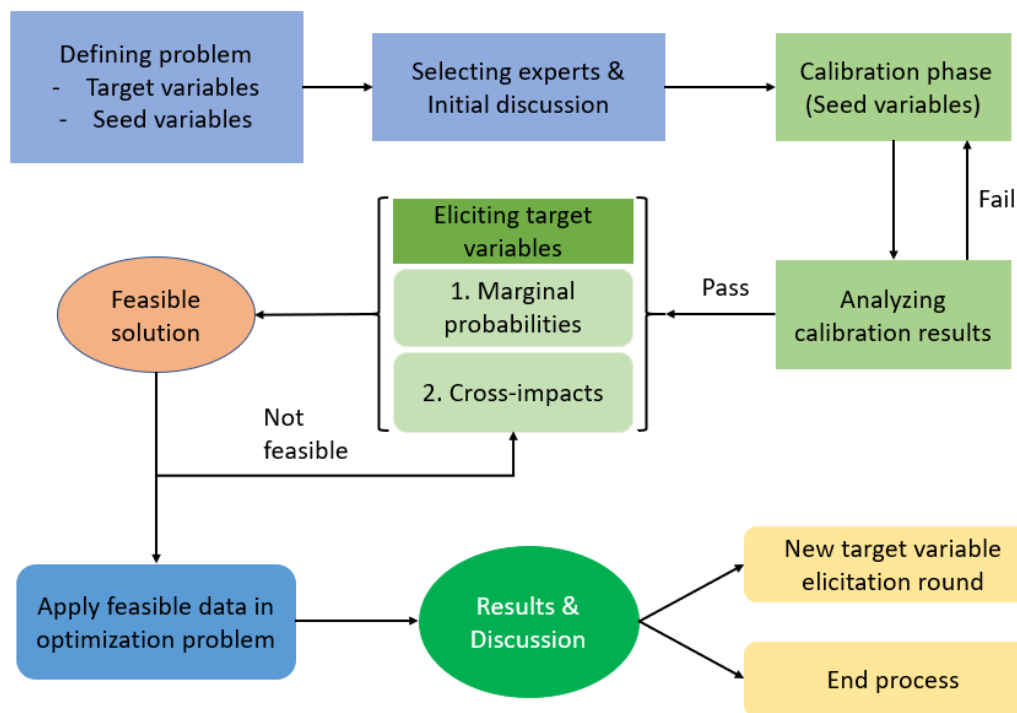 Defining problem
- Target variables
- Seed variables
Selecting experts &
Initial discussion
Calibration phase
(Seed variables)
Fail
Analyzing
calibration results
Pass
Eliciting target
variables
1. Marginal
probabilities
2. Cross-impacts
Feasible
solution
Not
feasible
Apply feasible data in
optimization problem
Results &
Discussion
New target variable
elicitation round
End process